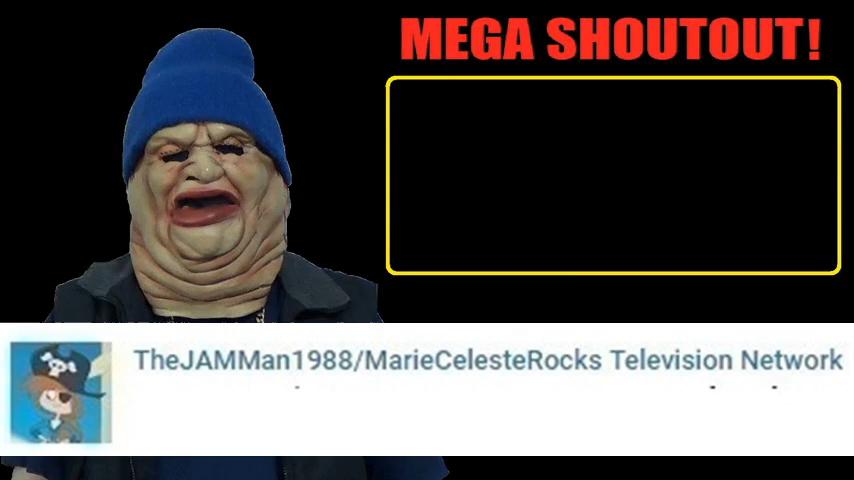 MEGA SHOUTOUT!
TheJAMMan1988/MarieCelesteRocks Television Network